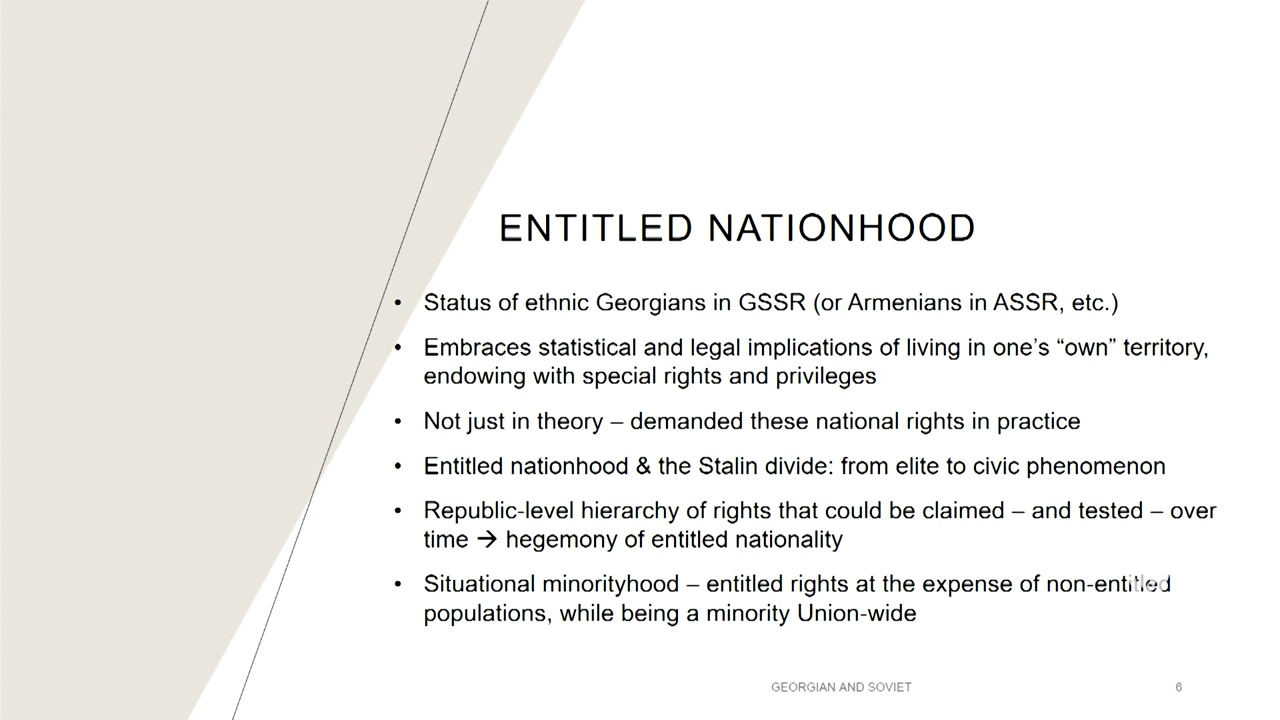 ENTITLED NATIONHOOD
• Status of ethnic Georgians in GSSR (or Armenians in ASSR, etc.)
• Embraces statistical and legal implications of living in one’s “own” territory,
endowing with special rights and privileges
• Not just in theory – demanded these national rights in practice
• Entitled nationhood & the Stalin divide: from elite to civic phenomenon
• Republic-level hierarchy of rights that could be claimed – and tested – over
time → hegemony of entitled nationality
• Situational minorityhood – entitled rights at the expense of non-entitled
populations, while being a minority Union-wide
GEORGIAN AND SOVIET
6